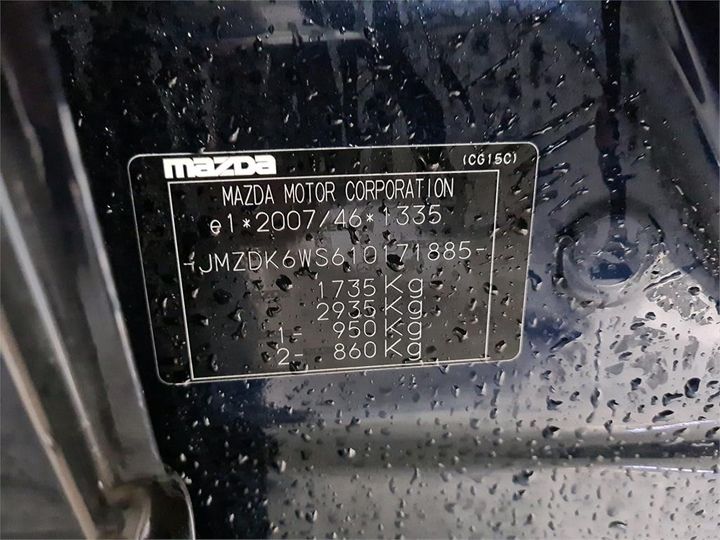 mazda (CG15C)
MAZDA MOTOR CORPORATION
e1*2007/46*1335
-JMZDK6WS610171885-
1735 Kg
2935 Kg
1- 950 Kg
2- 860 Kg